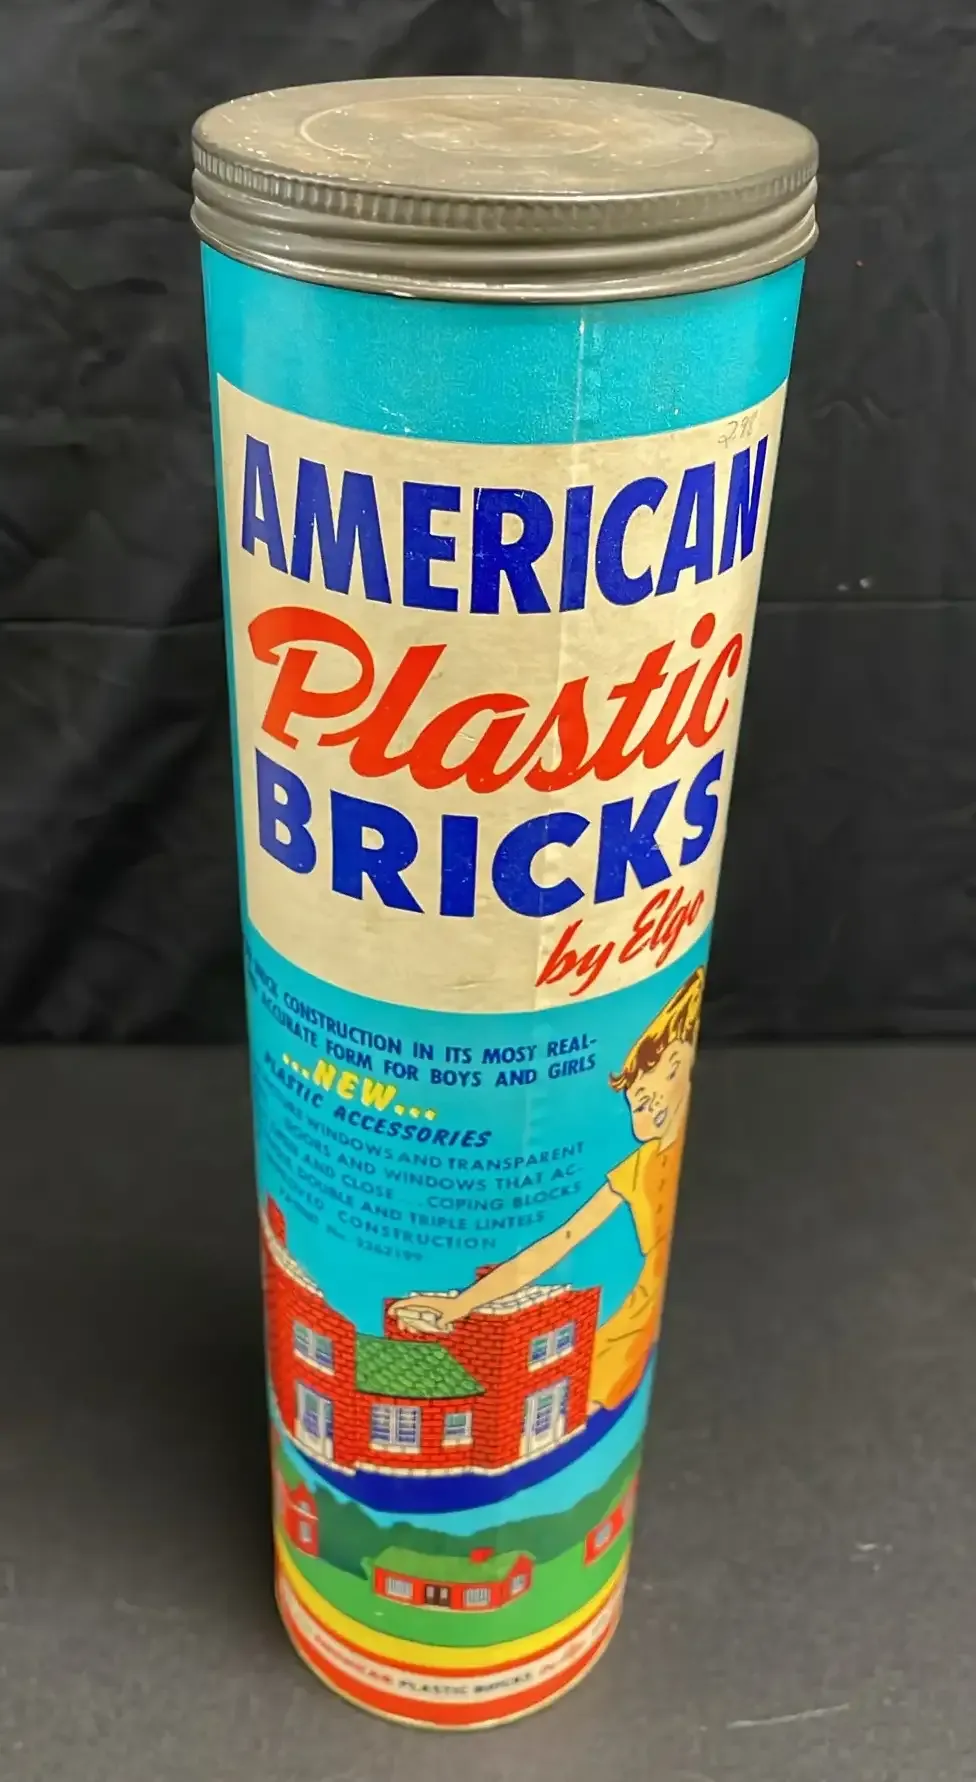 298
AMERICAN
Plastic
BRICKS
by Elgo
BRICK CONSTRUCTION IN ITS MOST REAL-
ACCURATE FORM FOR BOYS AND GIRLS
...NEW...
PLASTIC ACCESSORIES
WINDOWS AND TRANSPARENT
DOORS AND WINDOWS THAT AC-
AND CLOSE ... COPING BLOCKS
DOUBLE AND TRIPLE LINTELS
CONSTRUCTION
AMERICAN PLASTIC BRICKS